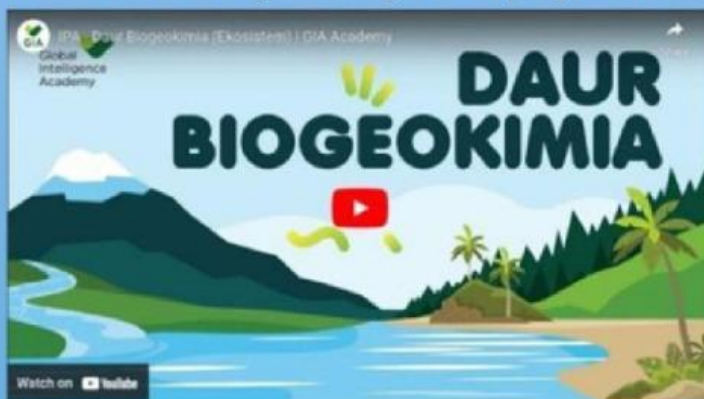 GIA
IPA - Daur Biogeokimia (Ekosistem) | GIA Academy
Global
Intelligence
Academy
DAUR
BIOGEOKIMIA
Watch on YouTube